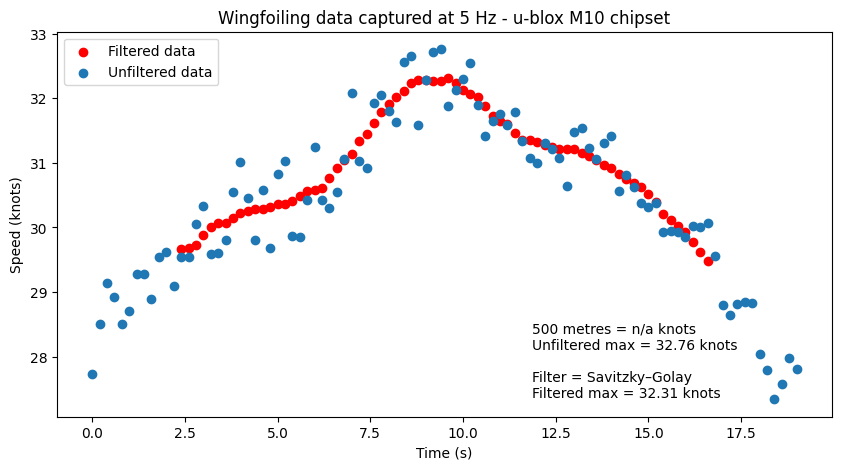 Wingfoiling data captured at 5 Hz - u-blox M10 chipset
Filtered data
Unfiltered data
Speed (knots)
33
32
31
30
29
28
500 metres = n/a knots
Unfiltered max = 32.76 knots
Filter = Savitzky–Golay
Filtered max = 32.31 knots
0.0 2.5 5.0 7.5 10.0 12.5 15.0 17.5
Time (s)